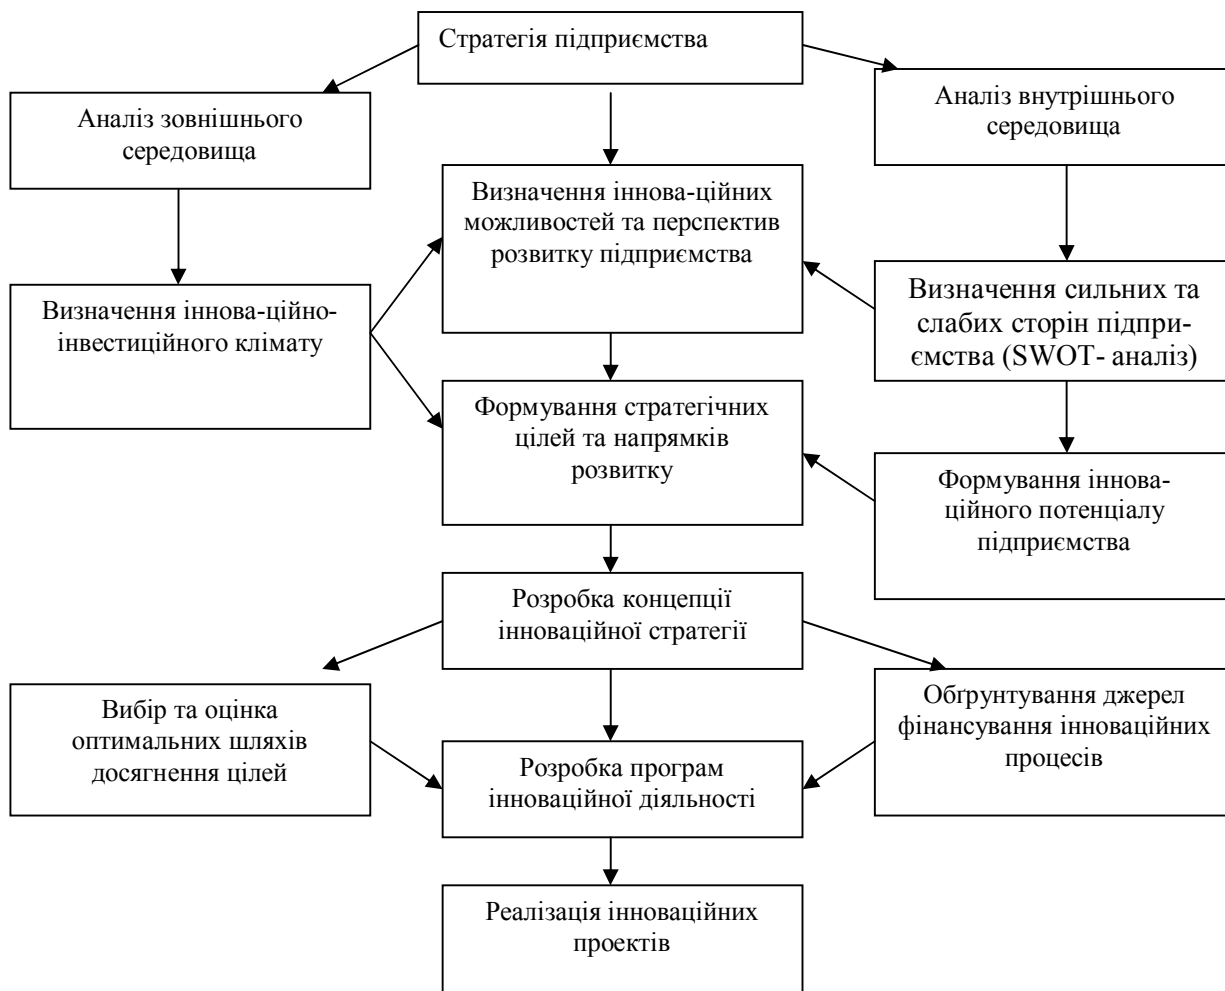 Стратегія підприємства
Аналіз зовнішнього
середовища
Аналіз внутрішнього
середовища
Визначення іннова-ційних
можливостей та перспектив
розвитку підприємства
Визначення іннова-ційно-
інвестиційного клімату
Визначення сильних та
слабих сторін підпри-
ємства (SWOT- аналіз)
Формування стратегічних
цілей та напрямків
розвитку
Формування іннова-
ційного потенціалу
підприємства
Розробка концепції
інноваційної стратегії
Вибір та оцінка
оптимальних шляхів
досягнення цілей
Обґрунтування джерел
фінансування інноваційних
процесів
Розробка програм
інноваційної діяльності
Реалізація інноваційних
проектів